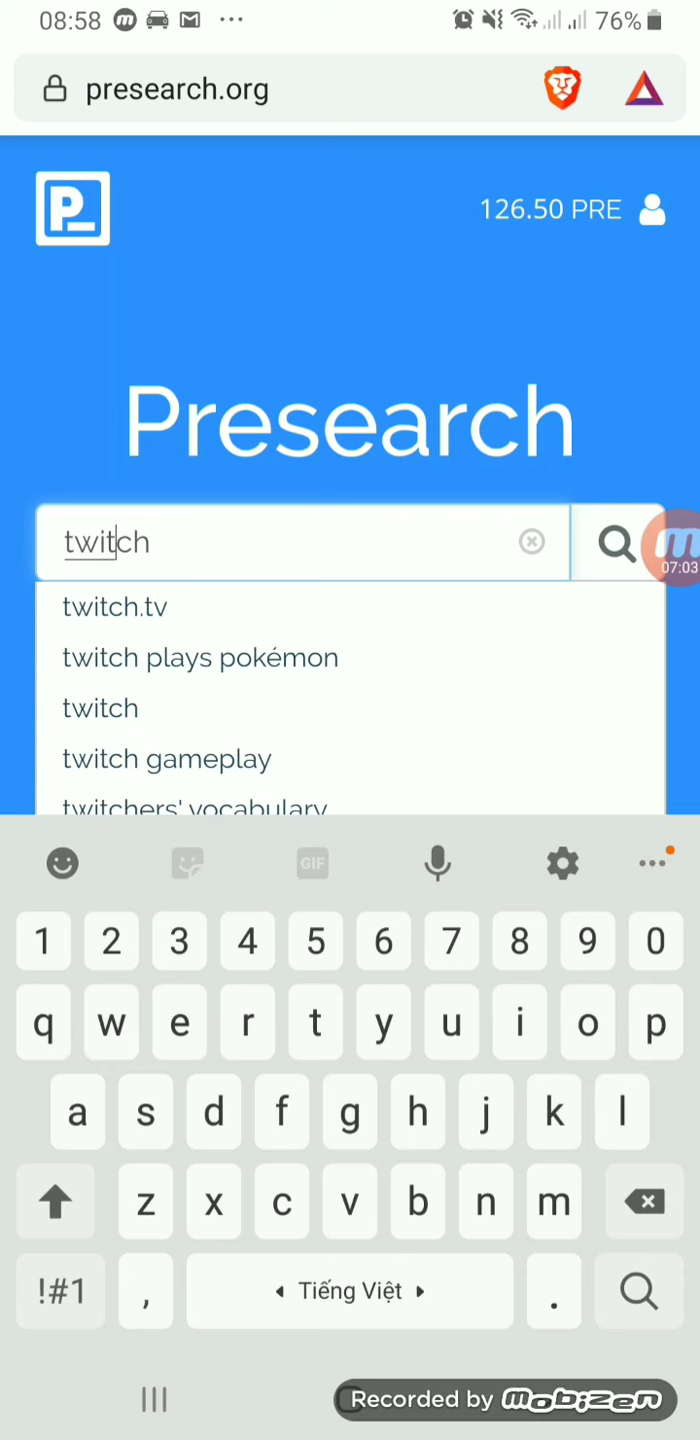 08:58
76%
presearch.org
P_
126.50 PRE
Presearch
twitch
07:03
twitch.tv
twitch plays pokémon
twitch
twitch gameplay
twitchers' vocabulary
GIF
1 2 3 4 5 6 7 8 9 0
q w e r t y u i o p
a s d f g h j k l
z x c v b n m
!#1 , Tiếng Việt .
Recorded by mobizen